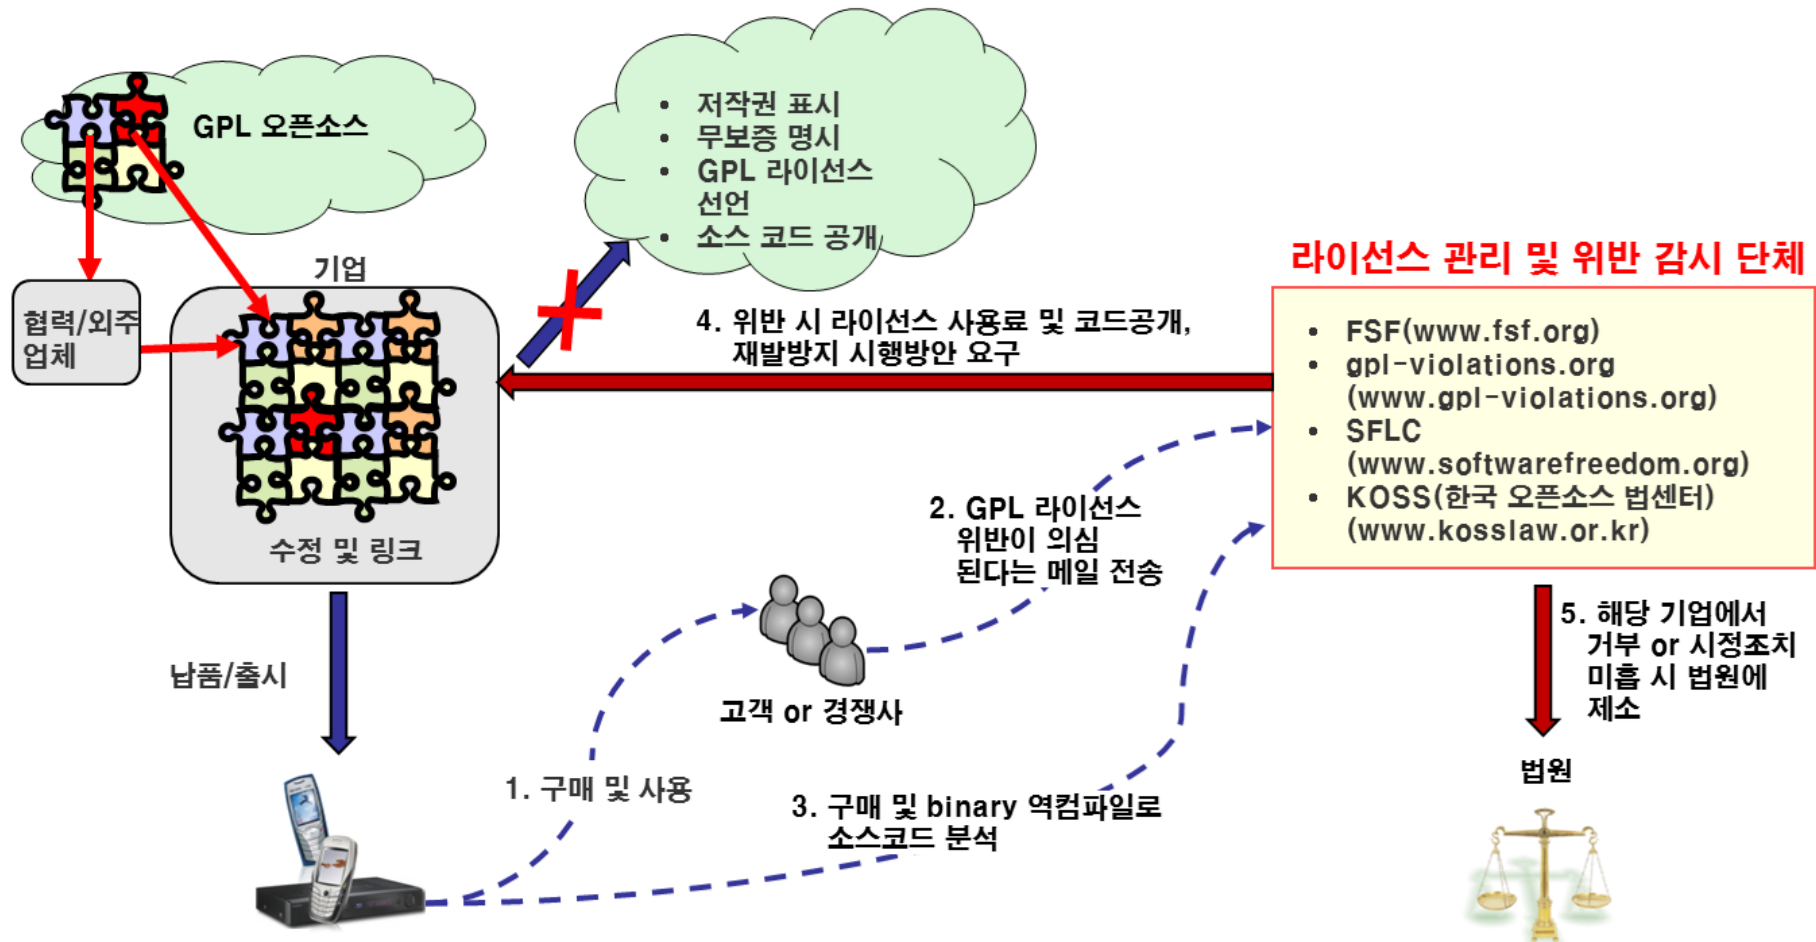 GPL 오픈소스
• 저작권 표시
• 무보증 명시
• GPL 라이선스
선언
• 소스 코드 공개
기업
협력/외주
업체
수정 및 링크
4. 위반 시 라이선스 사용료 및 코드공개,
재발방지 시행방안 요구
라이선스 관리 및 위반 감시 단체
• FSF(www.fsf.org)
• gpl-violations.org
(www.gpl-violations.org)
• SFLC
(www.softwarefreedom.org)
• KOSS(한국 오픈소스 법센터)
(www.kosslaw.or.kr)
2. GPL 라이선스
위반이 의심
된다는 메일 전송
5. 해당 기업에서
거부 or 시정조치
미흡 시 법원에
제소
납품/출시
고객 or 경쟁사
1. 구매 및 사용
3. 구매 및 binary 역컴파일로
소스코드 분석
법원